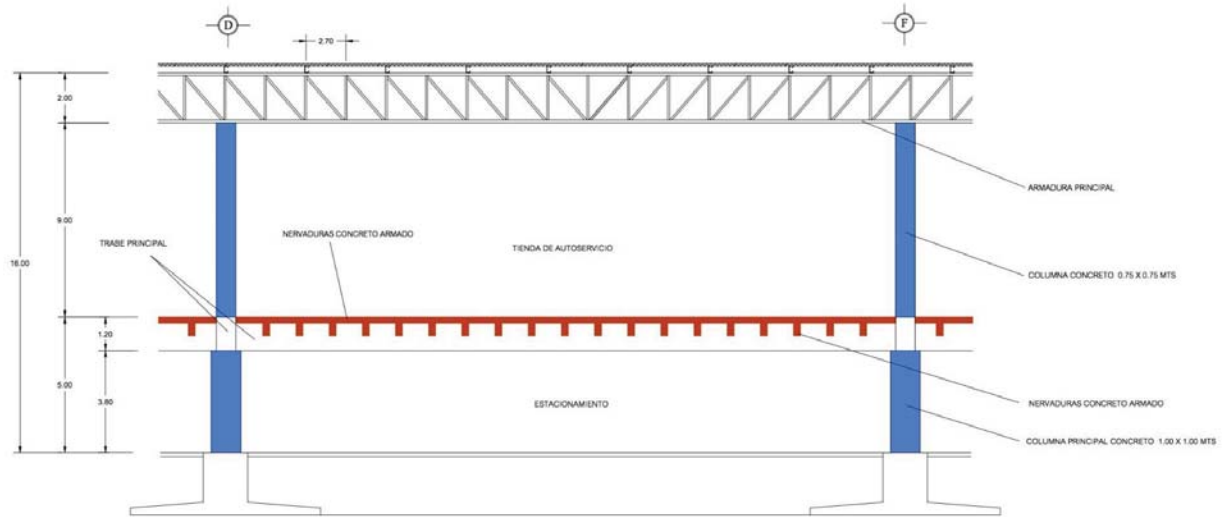 D
F
2.70
2.00
9.00
16.00
ARMADURA PRINCIPAL
NERVADURAS CONCRETO ARMADO
TRABE PRINCIPAL
TIENDA DE AUTOSERVICIO
COLUMNA CONCRETO 0.75 X 0.75 MTS
1.20
5.00
3.80
ESTACIONAMIENTO
NERVADURAS CONCRETO ARMADO
COLUMNA PRINCIPAL CONCRETO 1.00 X 1.00 MTS